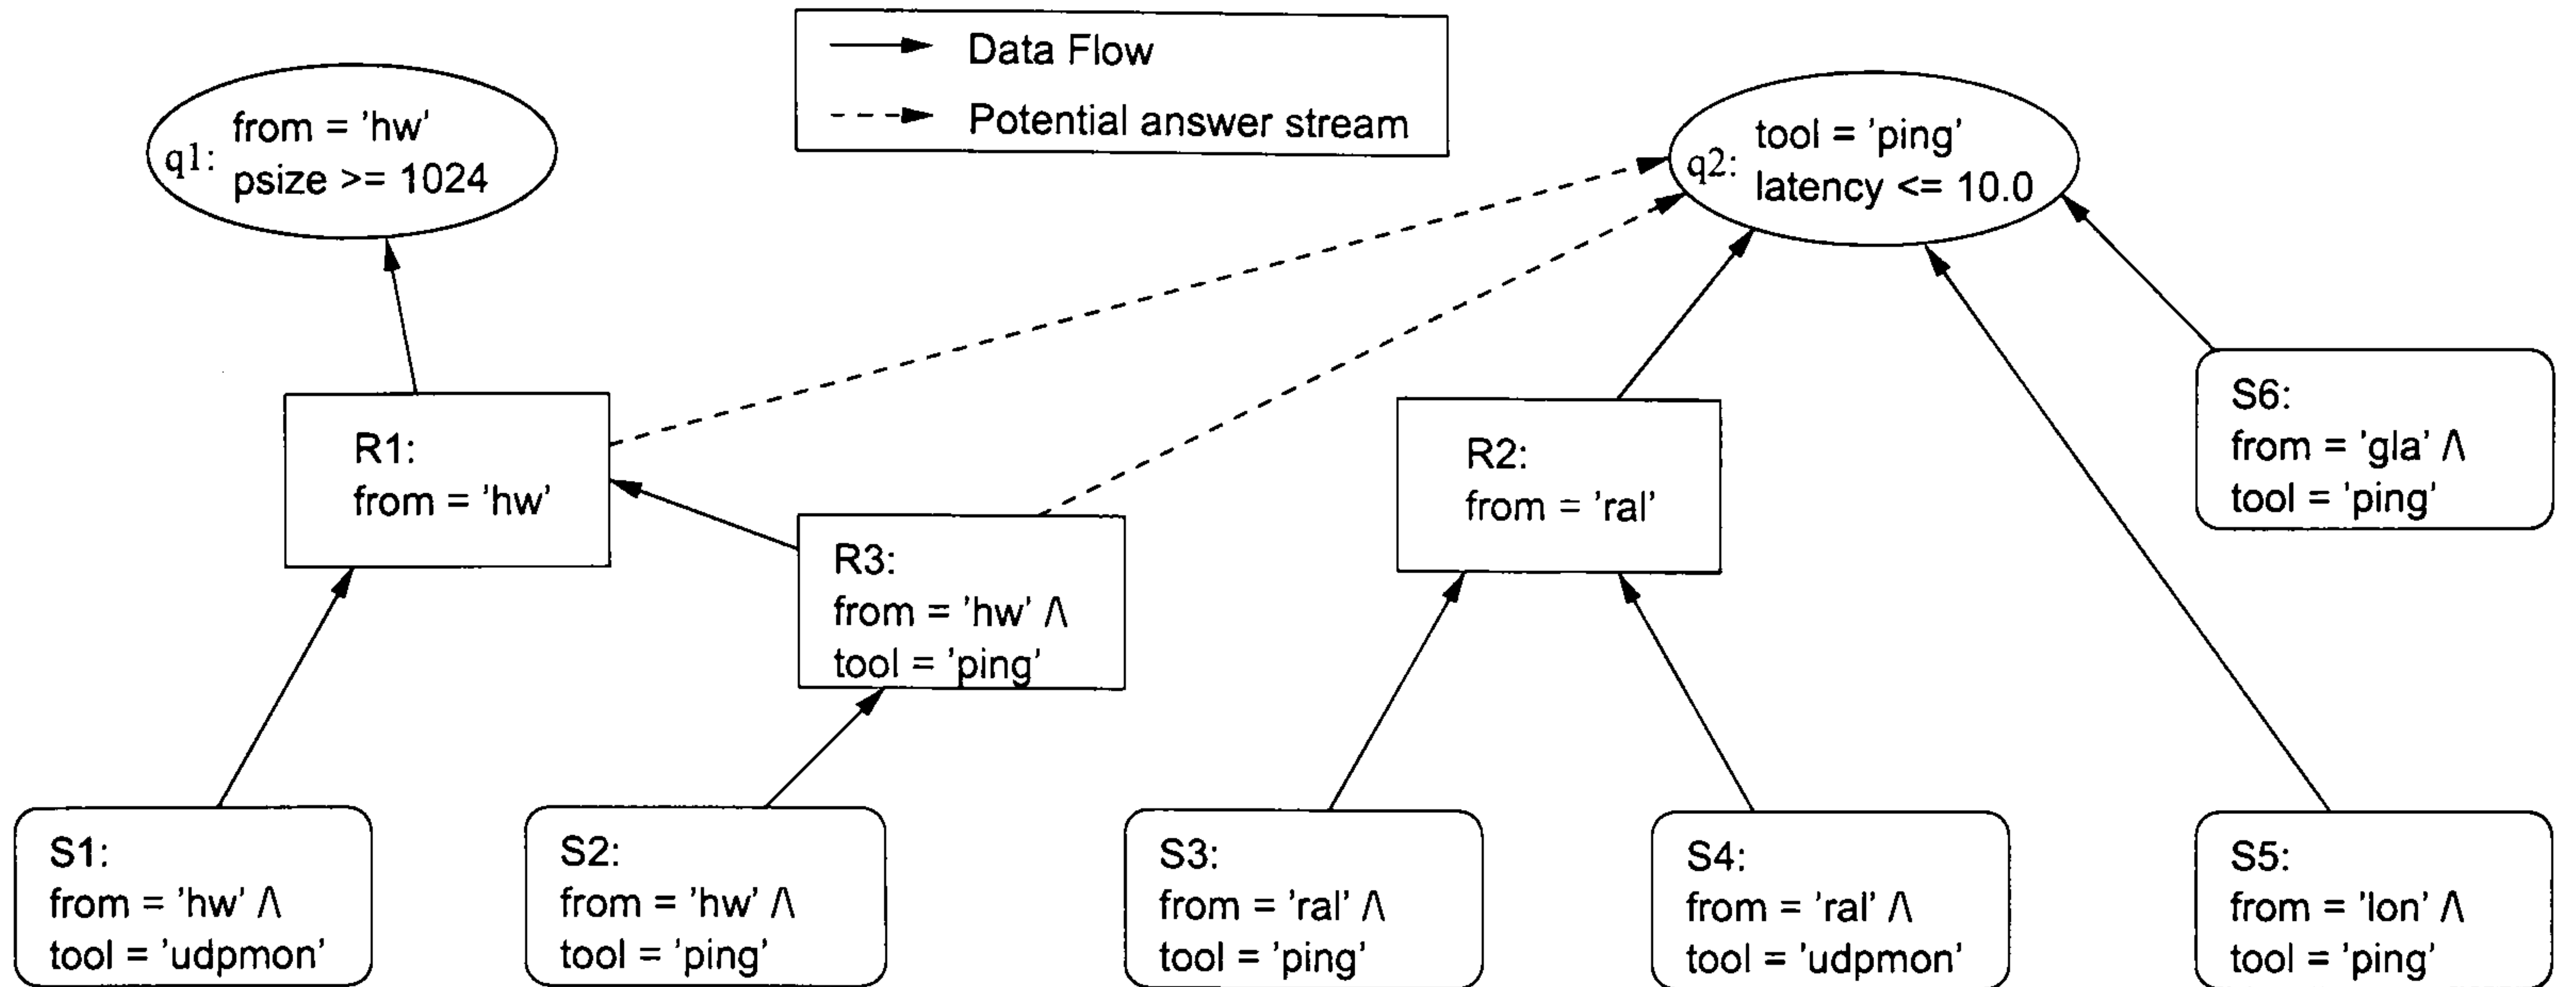 Data Flow
Potential answer stream
q1:
from = 'hw'
psize >= 1024
q2:
tool = 'ping'
latency <= 10.0
R1:
from = 'hw'
R3:
from = 'hw' /\
tool = 'ping'
R2:
from = 'ral'
S6:
from = 'gla' /\
tool = 'ping'
S1:
from = 'hw' /\
tool = 'udpmon'
S2:
from = 'hw' /\
tool = 'ping'
S3:
from = 'ral' /\
tool = 'ping'
S4:
from = 'ral' /\
tool = 'udpmon'
S5:
from = 'lon' /\
tool = 'ping'